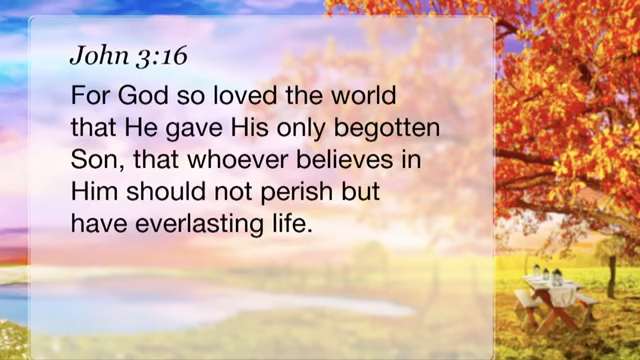 John 3:16
For God so loved the world
that He gave His only begotten
Son, that whoever believes in
Him should not perish but
have everlasting life.